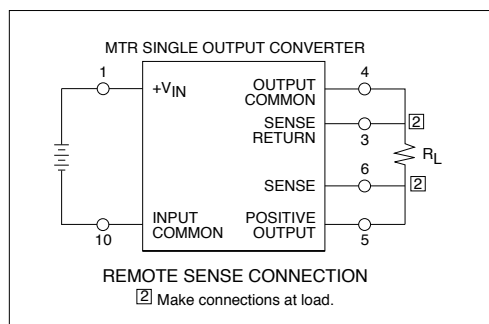 MTR SINGLE OUTPUT CONVERTER
1
+VIN
OUTPUT
COMMON
4
SENSE
RETURN
3
2
RL
SENSE
6
2
INPUT
COMMON
10
POSITIVE
OUTPUT
5
REMOTE SENSE CONNECTION
2 Make connections at load.